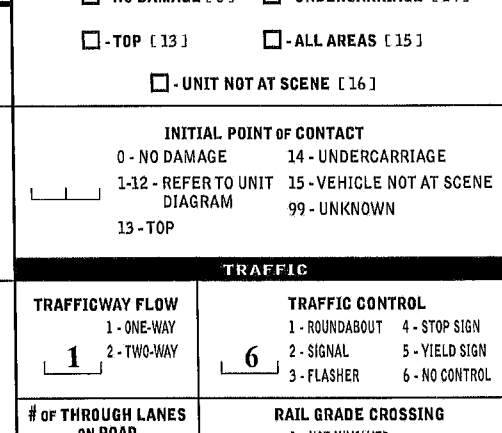 - TOP [ 13 ] - ALL AREAS [ 15 ]
- UNIT NOT AT SCENE [ 16 ]
INITIAL POINT OF CONTACT
0 - NO DAMAGE 14 - UNDERCARRIAGE
1-12 - REFER TO UNIT 15 - VEHICLE NOT AT SCENE
DIAGRAM 99 - UNKNOWN
13 - TOP
TRAFFIC
TRAFFICWAY FLOW
1 - ONE-WAY
1 2 - TWO-WAY
TRAFFIC CONTROL
1 - ROUNDABOUT 4 - STOP SIGN
6 2 - SIGNAL 5 - YIELD SIGN
3 - FLASHER 6 - NO CONTROL
# OF THROUGH LANES
ON ROAD
RAIL GRADE CROSSING